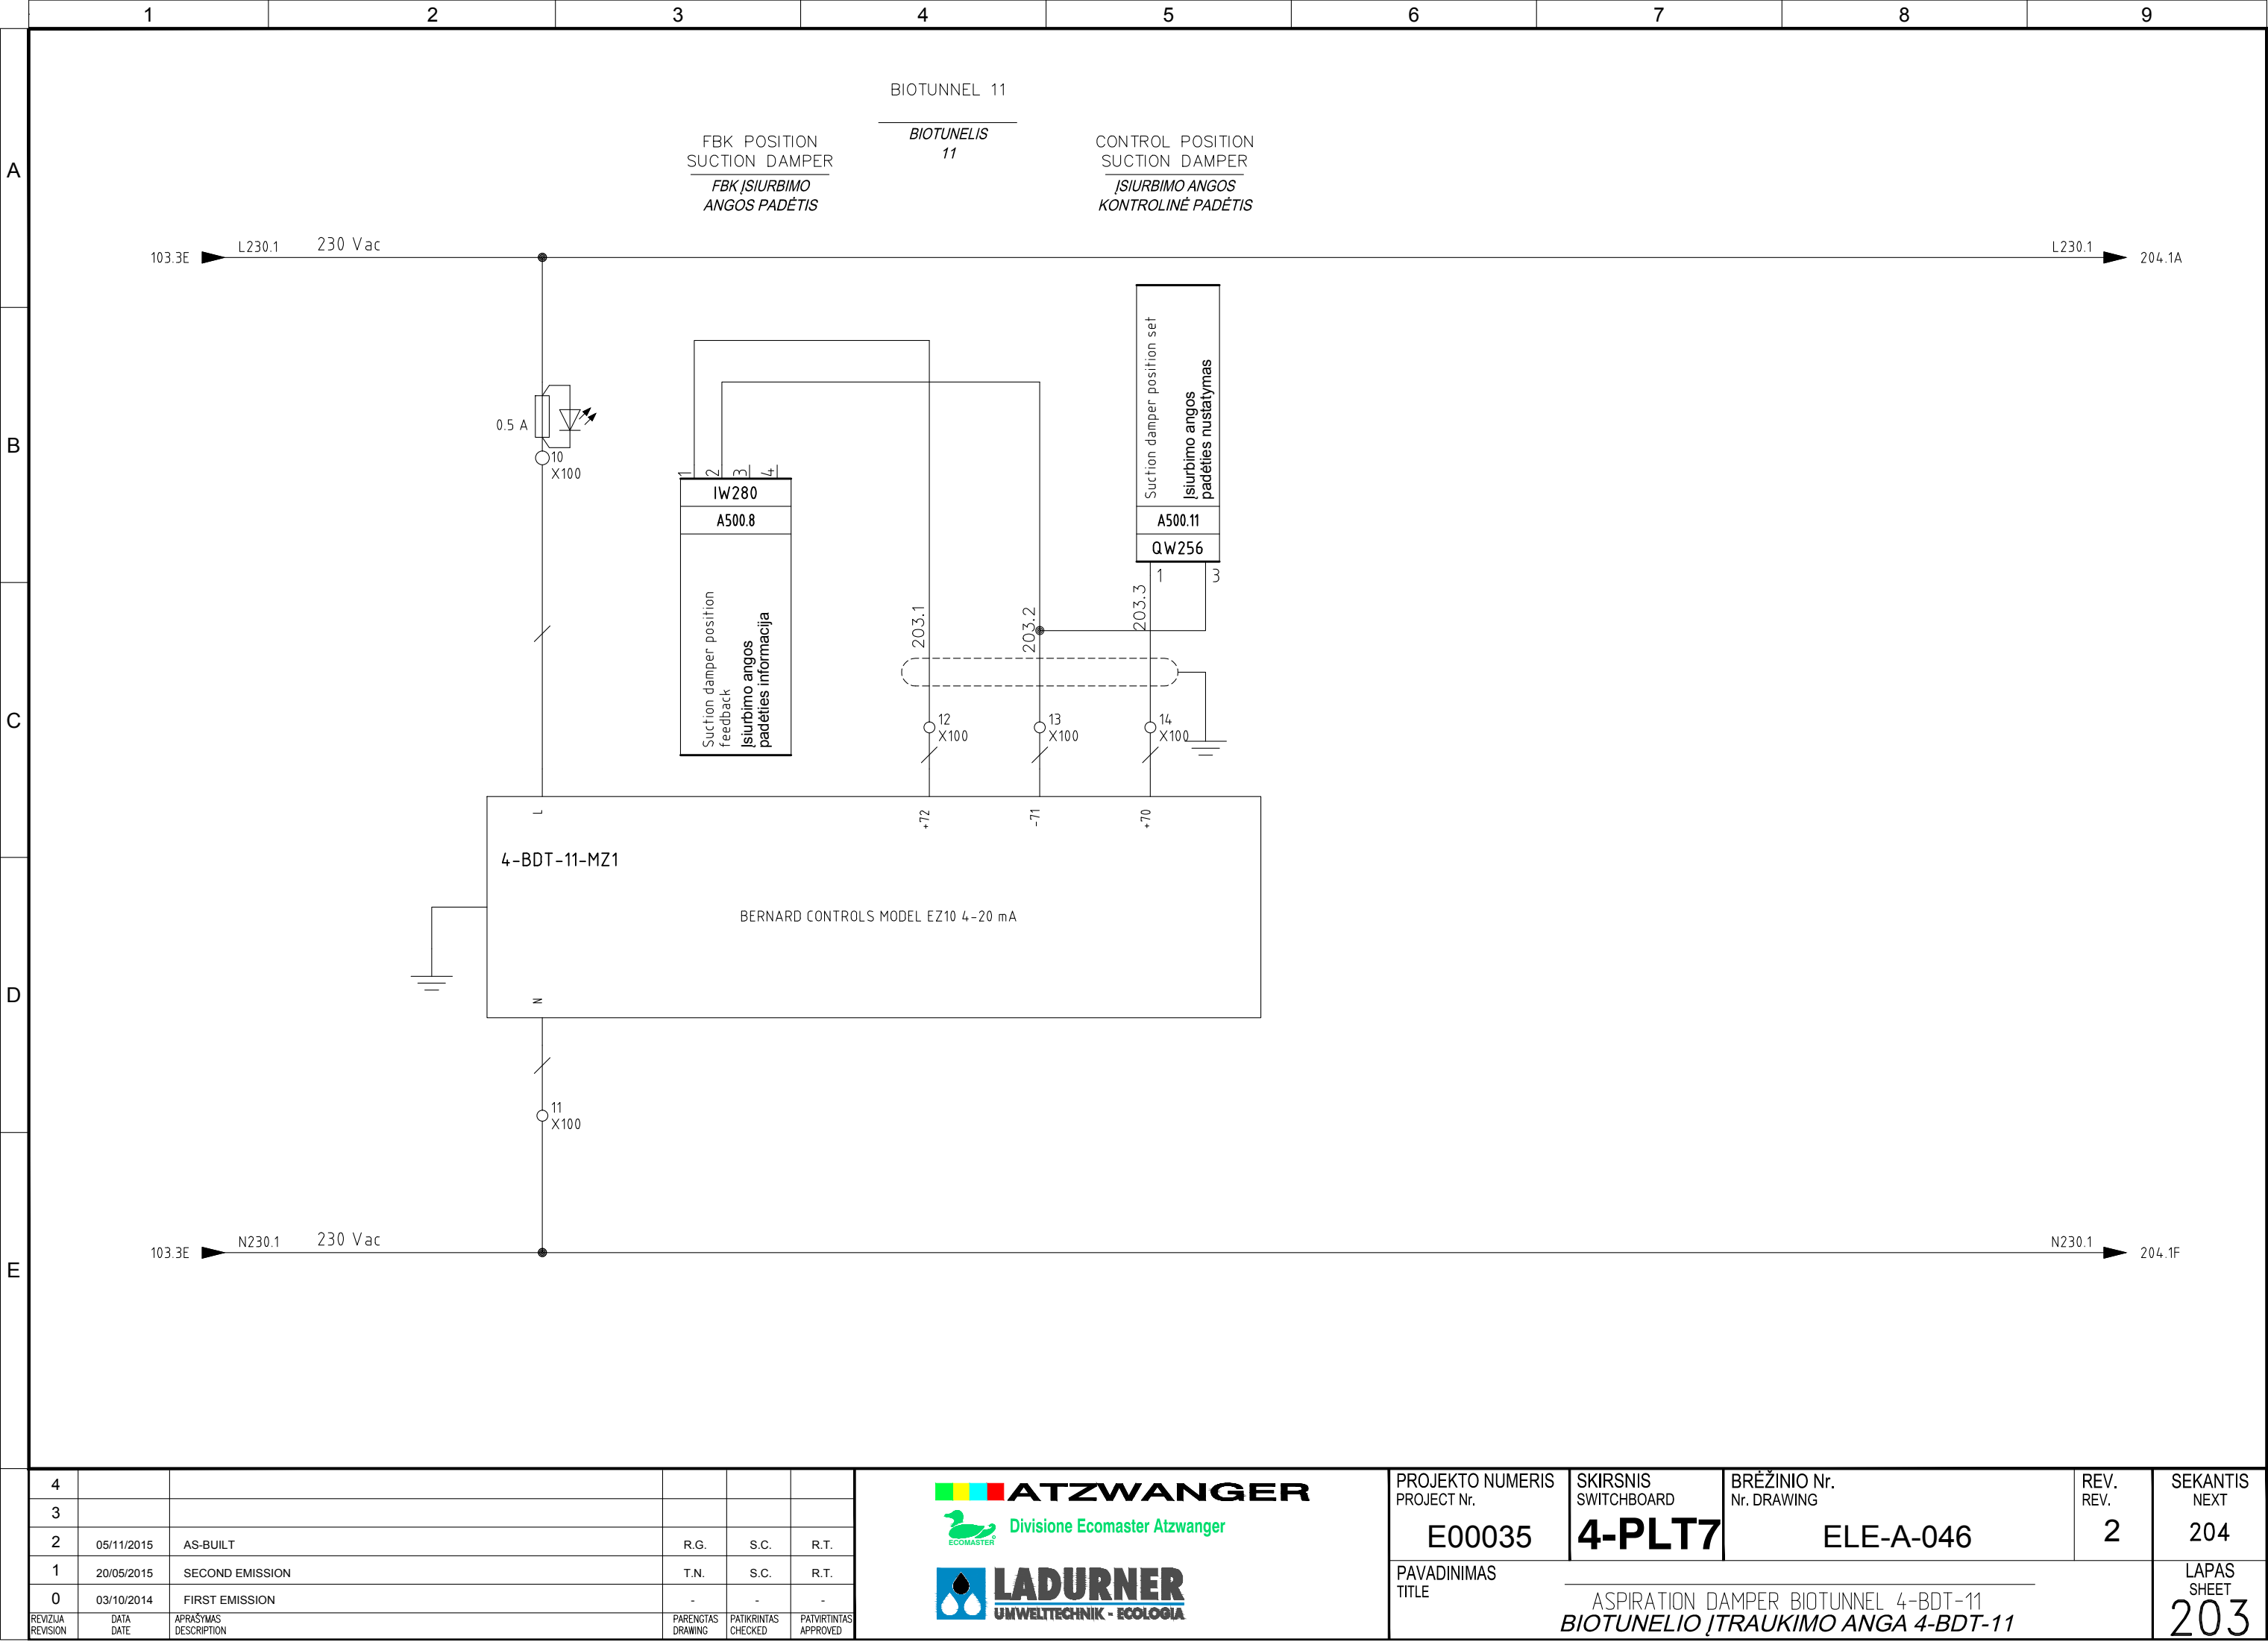 1 2 3 4 5 6 7 8 9
A
B
C
D
E
BIOTUNNEL 11
BIOTUNELIS
11
FBK POSITION
SUCTION DAMPER
FBK ĮSIURBIMO
ANGOS PADĖTIS
CONTROL POSITION
SUCTION DAMPER
ĮSIURBIMO ANGOS
KONTROLINĖ PADĖTIS
103.3E L230.1 230 Vac
L230.1 204.1A
0.5 A
10
X100
1 2 3 4
IW280
A500.8
Suction damper position
feedback
Įsiurbimo angos
padėties informacija
Suction damper position set
Įsiurbimo angos
padėties nustatymas
A500.11
QW256
1 3
203.1
203.2
203.3
12
X100
13
X100
14
X100
L
+72
-71
+70
4-BDT-11-MZ1
BERNARD CONTROLS MODEL EZ10 4-20 mA
N
11
X100
103.3E N230.1 230 Vac
N230.1 204.1F
4
3
2 05/11/2015 AS-BUILT R.G. S.C. R.T.
1 20/05/2015 SECOND EMISSION T.N. S.C. R.T.
0 03/10/2014 FIRST EMISSION - - -
REVIZIJA DATA APRAŠYMAS PARENGTAS PATIKRINTAS PATVIRTINTAS
REVISION DATE DESCRIPTION DRAWING CHECKED APPROVED
ATZWANGER
ECOMASTER
Divisione Ecomaster Atzwanger
LADURNER
UMWELTTECHNIK - ECOLOGIA
PROJEKTO NUMERIS
PROJECT Nr.
E00035
SKIRSNIS
SWITCHBOARD
4-PLT7
BRĖŽINIO Nr.
Nr. DRAWING
ELE-A-046
REV.
REV.
2
SEKANTIS
NEXT
204
PAVADINIMAS
TITLE
ASPIRATION DAMPER BIOTUNNEL 4-BDT-11
BIOTUNELIO ĮTRAUKIMO ANGA 4-BDT-11
LAPAS
SHEET
203